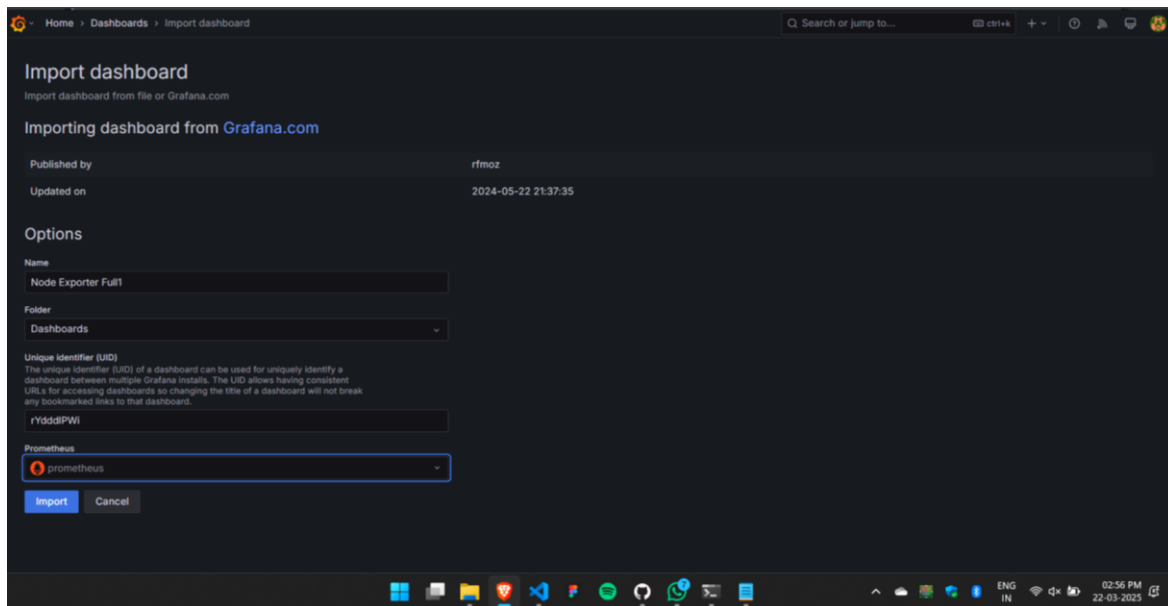 Home › Dashboards › Import dashboard
Search or jump to...
ctrl+k
Import dashboard
Import dashboard from file or Grafana.com
Importing dashboard from Grafana.com
Published by rfmoz
Updated on 2024-05-22 21:37:35
Options
Name
Node Exporter Full1
Folder
Dashboards
Unique identifier (UID)
The unique identifier (UID) of a dashboard can be used for uniquely identify a
dashboard between multiple Grafana installs. The UID allows having consistent
URLs for accessing dashboards so changing the title of a dashboard will not break
any bookmarked links to that dashboard.
rYdddlPWi
Prometheus
prometheus
Import Cancel
7
ENG
IN
02:56 PM
22-03-2025